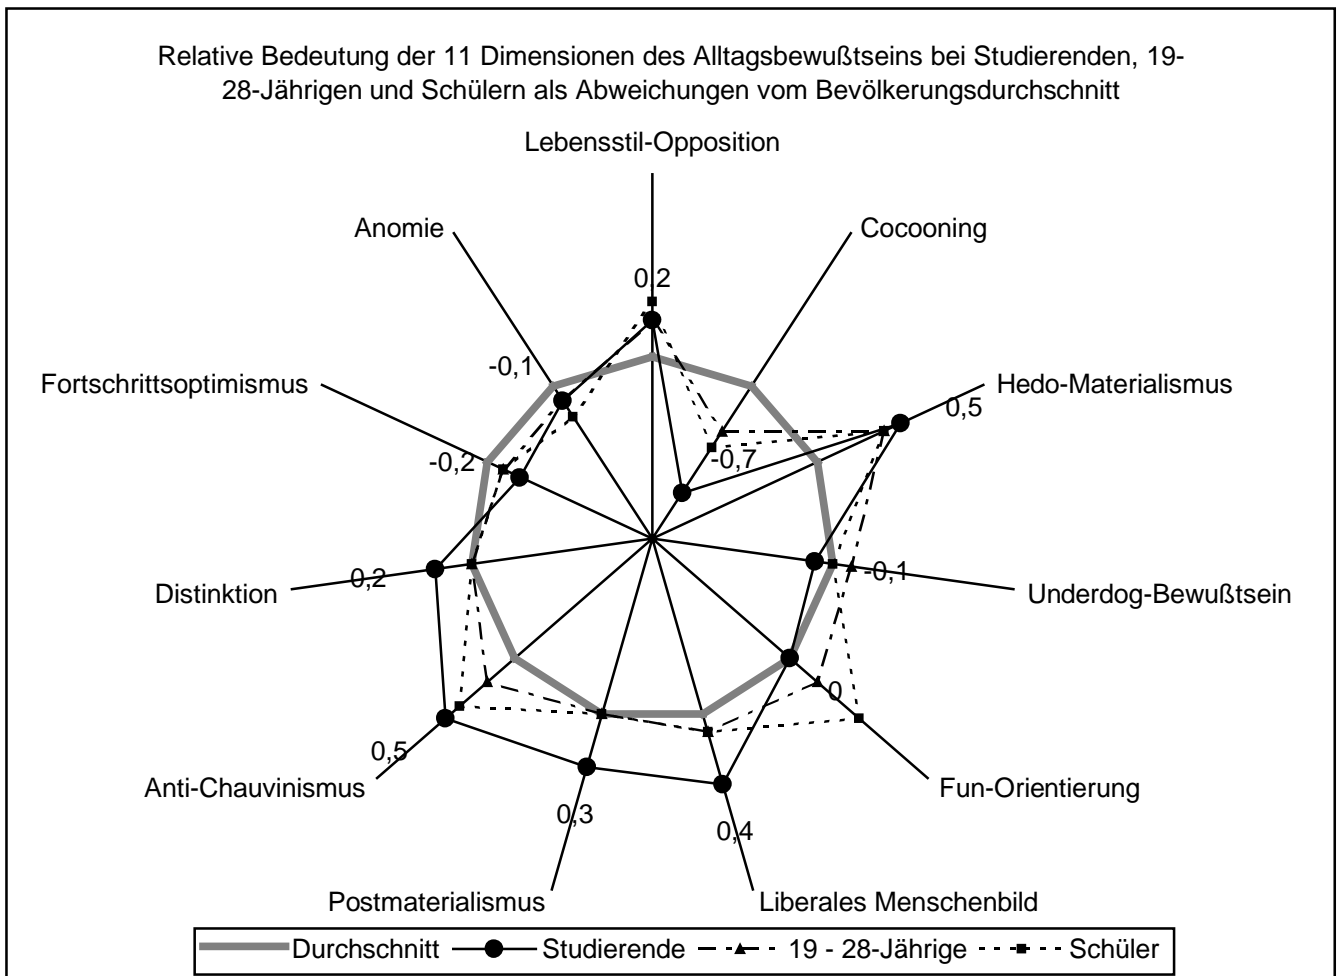 Relative Bedeutung der 11 Dimensionen des Alltagsbewußtseins bei Studierenden, 19-
28-Jährigen und Schülern als Abweichungen vom Bevölkerungsdurchschnitt
Lebensstil-Opposition
Anomie
Cocooning
0,2
-0,1
Fortschrittsoptimismus
Hedo-Materialismus
0,5
-0,2
-0,7
Distinktion
0,2
-0,1
Underdog-Bewußtsein
0
Anti-Chauvinismus
0,5
Fun-Orientierung
0,3
0,4
Postmaterialismus
Liberales Menschenbild
Durchschnitt Studierende 19 - 28-Jährige Schüler